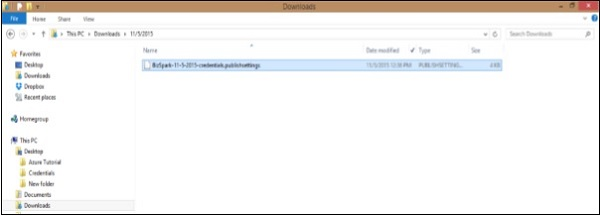 Downloads
File Home Share View
This PC Downloads 11/5/2015
Search Downloads
Name Date modified Type Size
Favorites
Desktop
Downloads
Dropbox
Recent places
Homegroup
This PC
Desktop
Azure Tutorial
Credentials
New folder
Documents
Downloads
BizSpark-11-5-2015-credentials.publishsettings 11/5/2015 12:38 PM PUBLISHSETTING... 4 KB